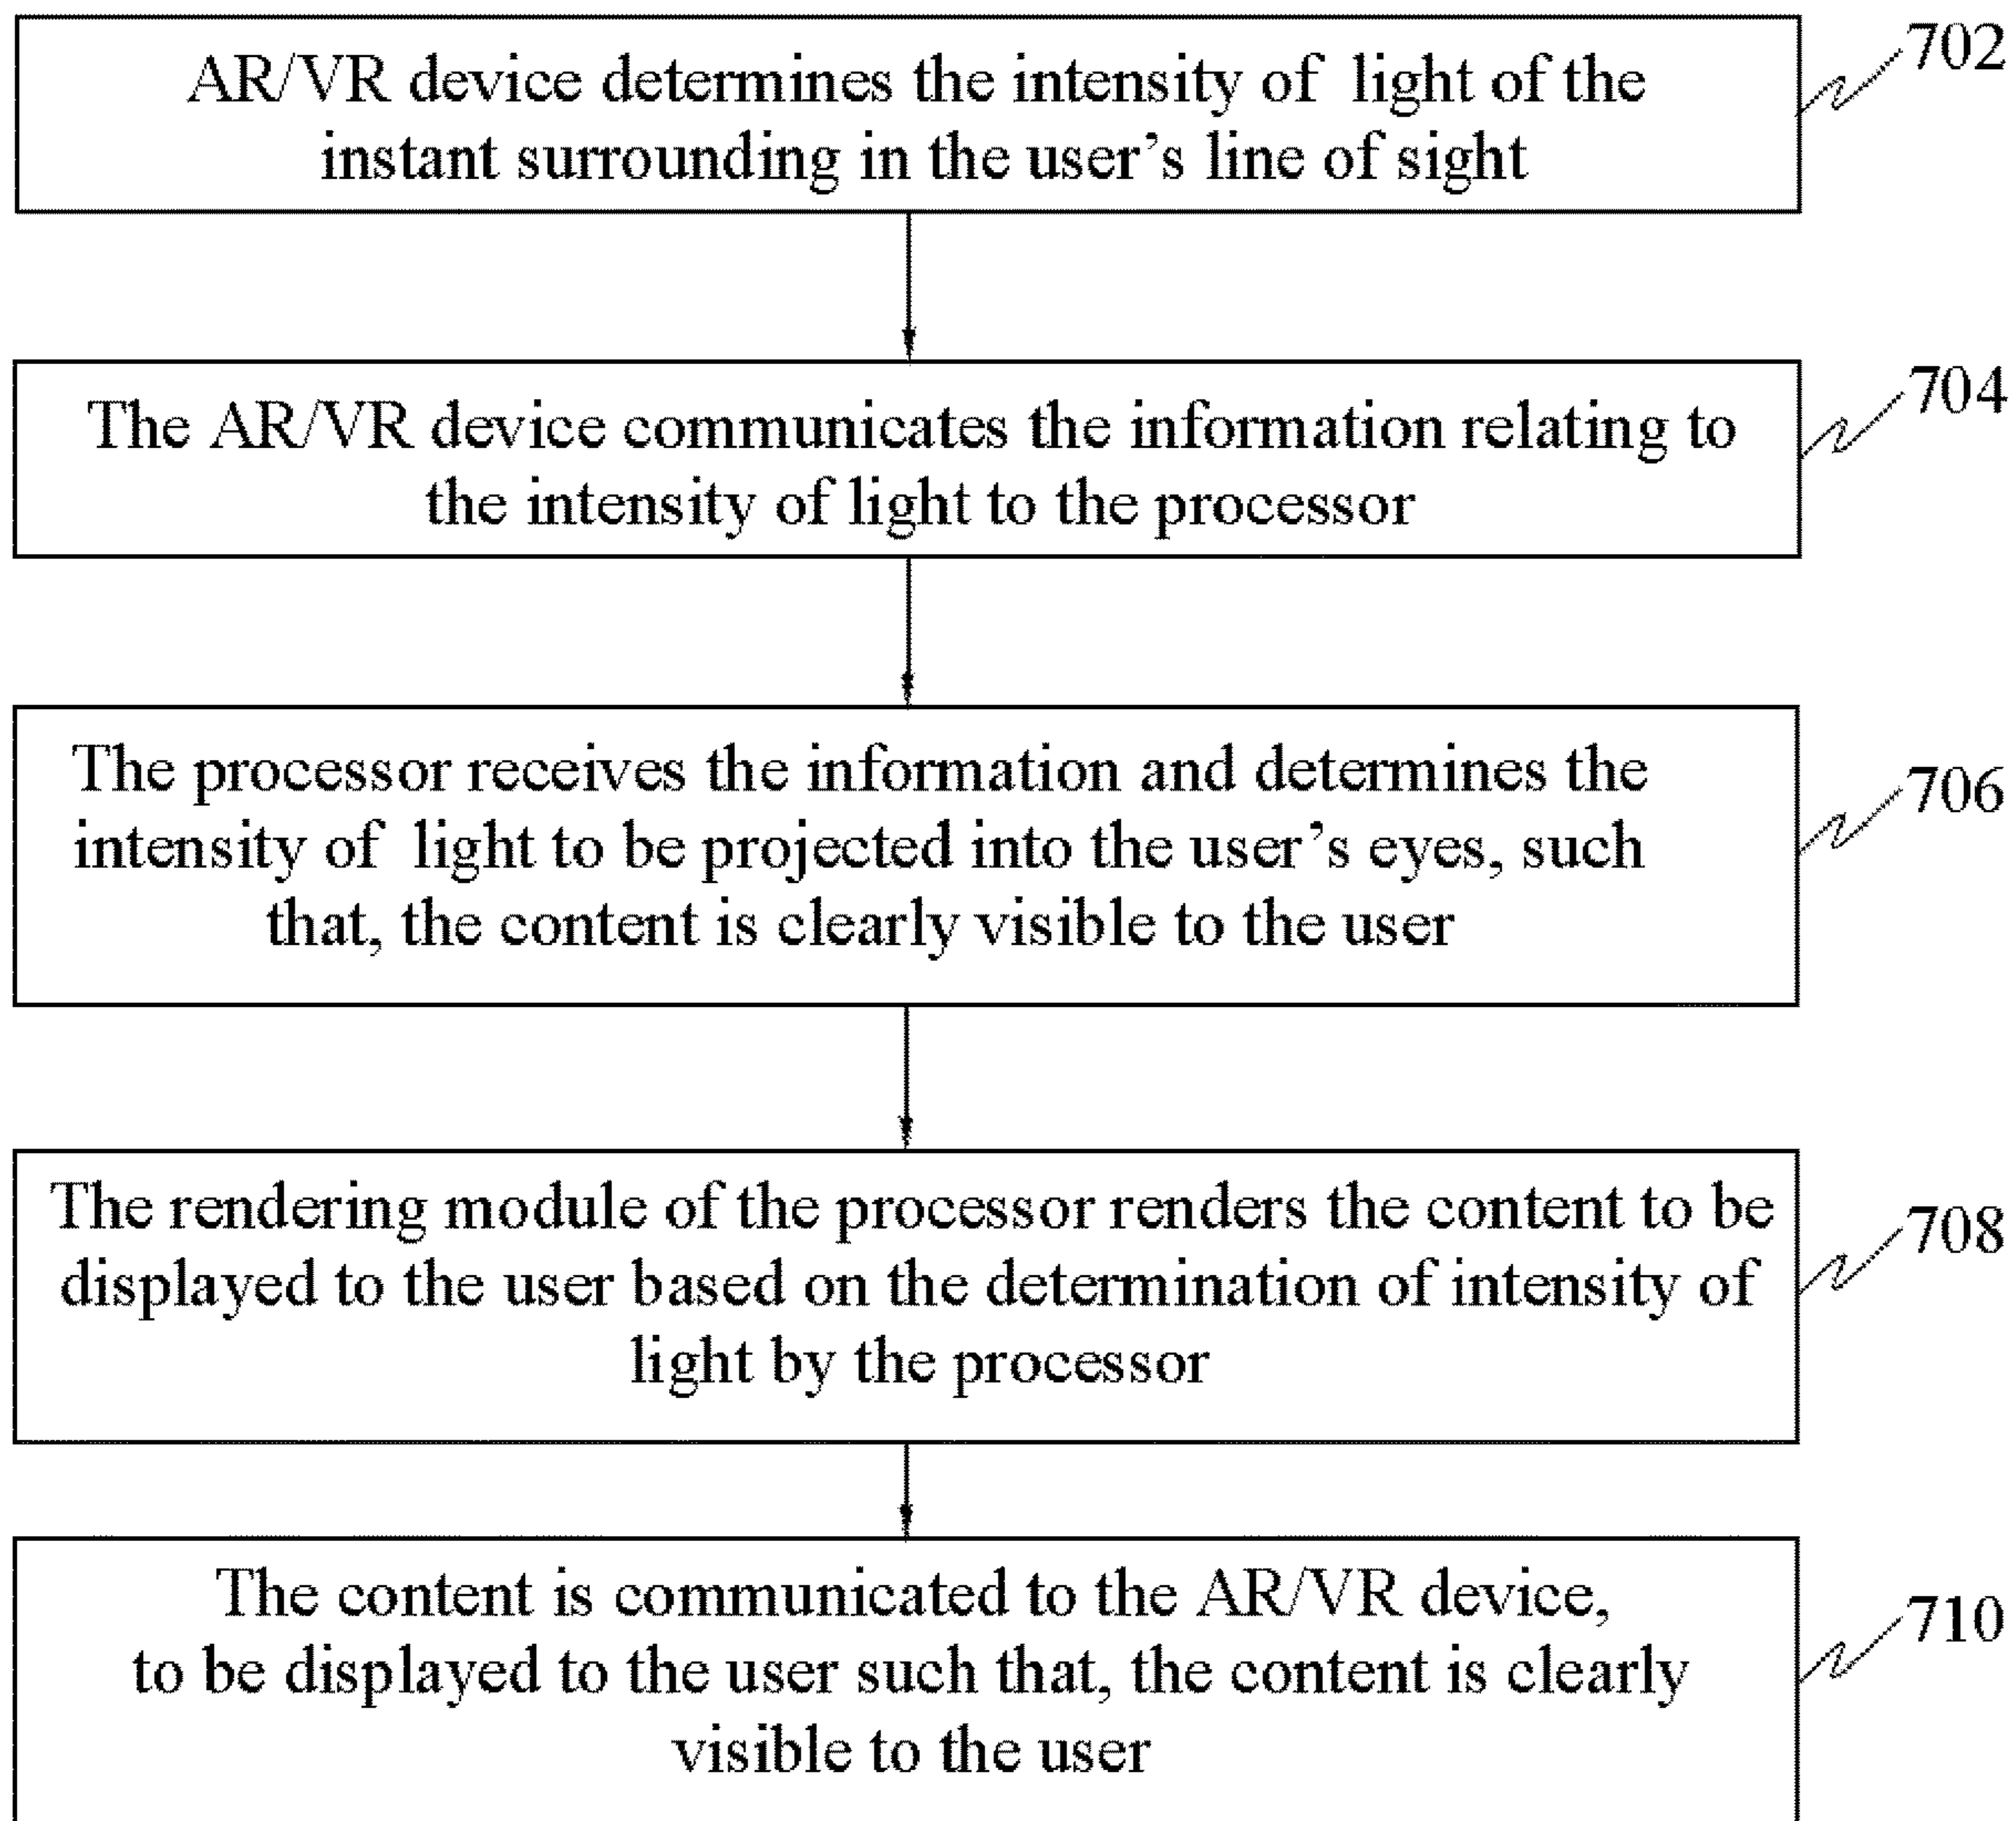 AR/VR device determines the intensity of light of the
instant surrounding in the user's line of sight
702
The AR/VR device communicates the information relating to
the intensity of light to the processor
704
The processor receives the information and determines the
intensity of light to be projected into the user's eyes, such
that, the content is clearly visible to the user
706
The rendering module of the processor renders the content to be
displayed to the user based on the determination of intensity of
light by the processor
708
The content is communicated to the AR/VR device,
to be displayed to the user such that, the content is clearly
visible to the user
710